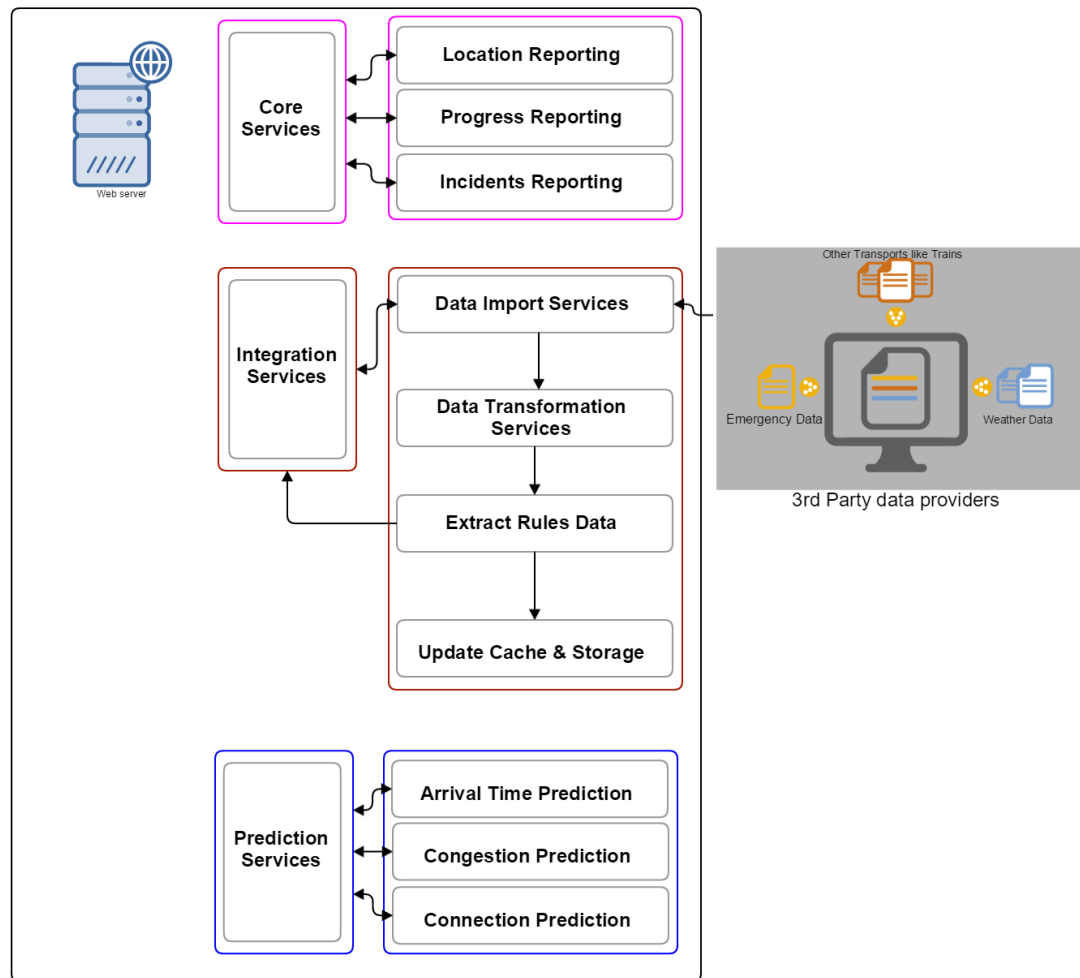 Web server
Core
Services
Location Reporting
Progress Reporting
Incidents Reporting
Integration
Services
Data Import Services
Data Transformation
Services
Extract Rules Data
Update Cache & Storage
Other Transports like Trains
Emergency Data
Weather Data
3rd Party data providers
Prediction
Services
Arrival Time Prediction
Congestion Prediction
Connection Prediction